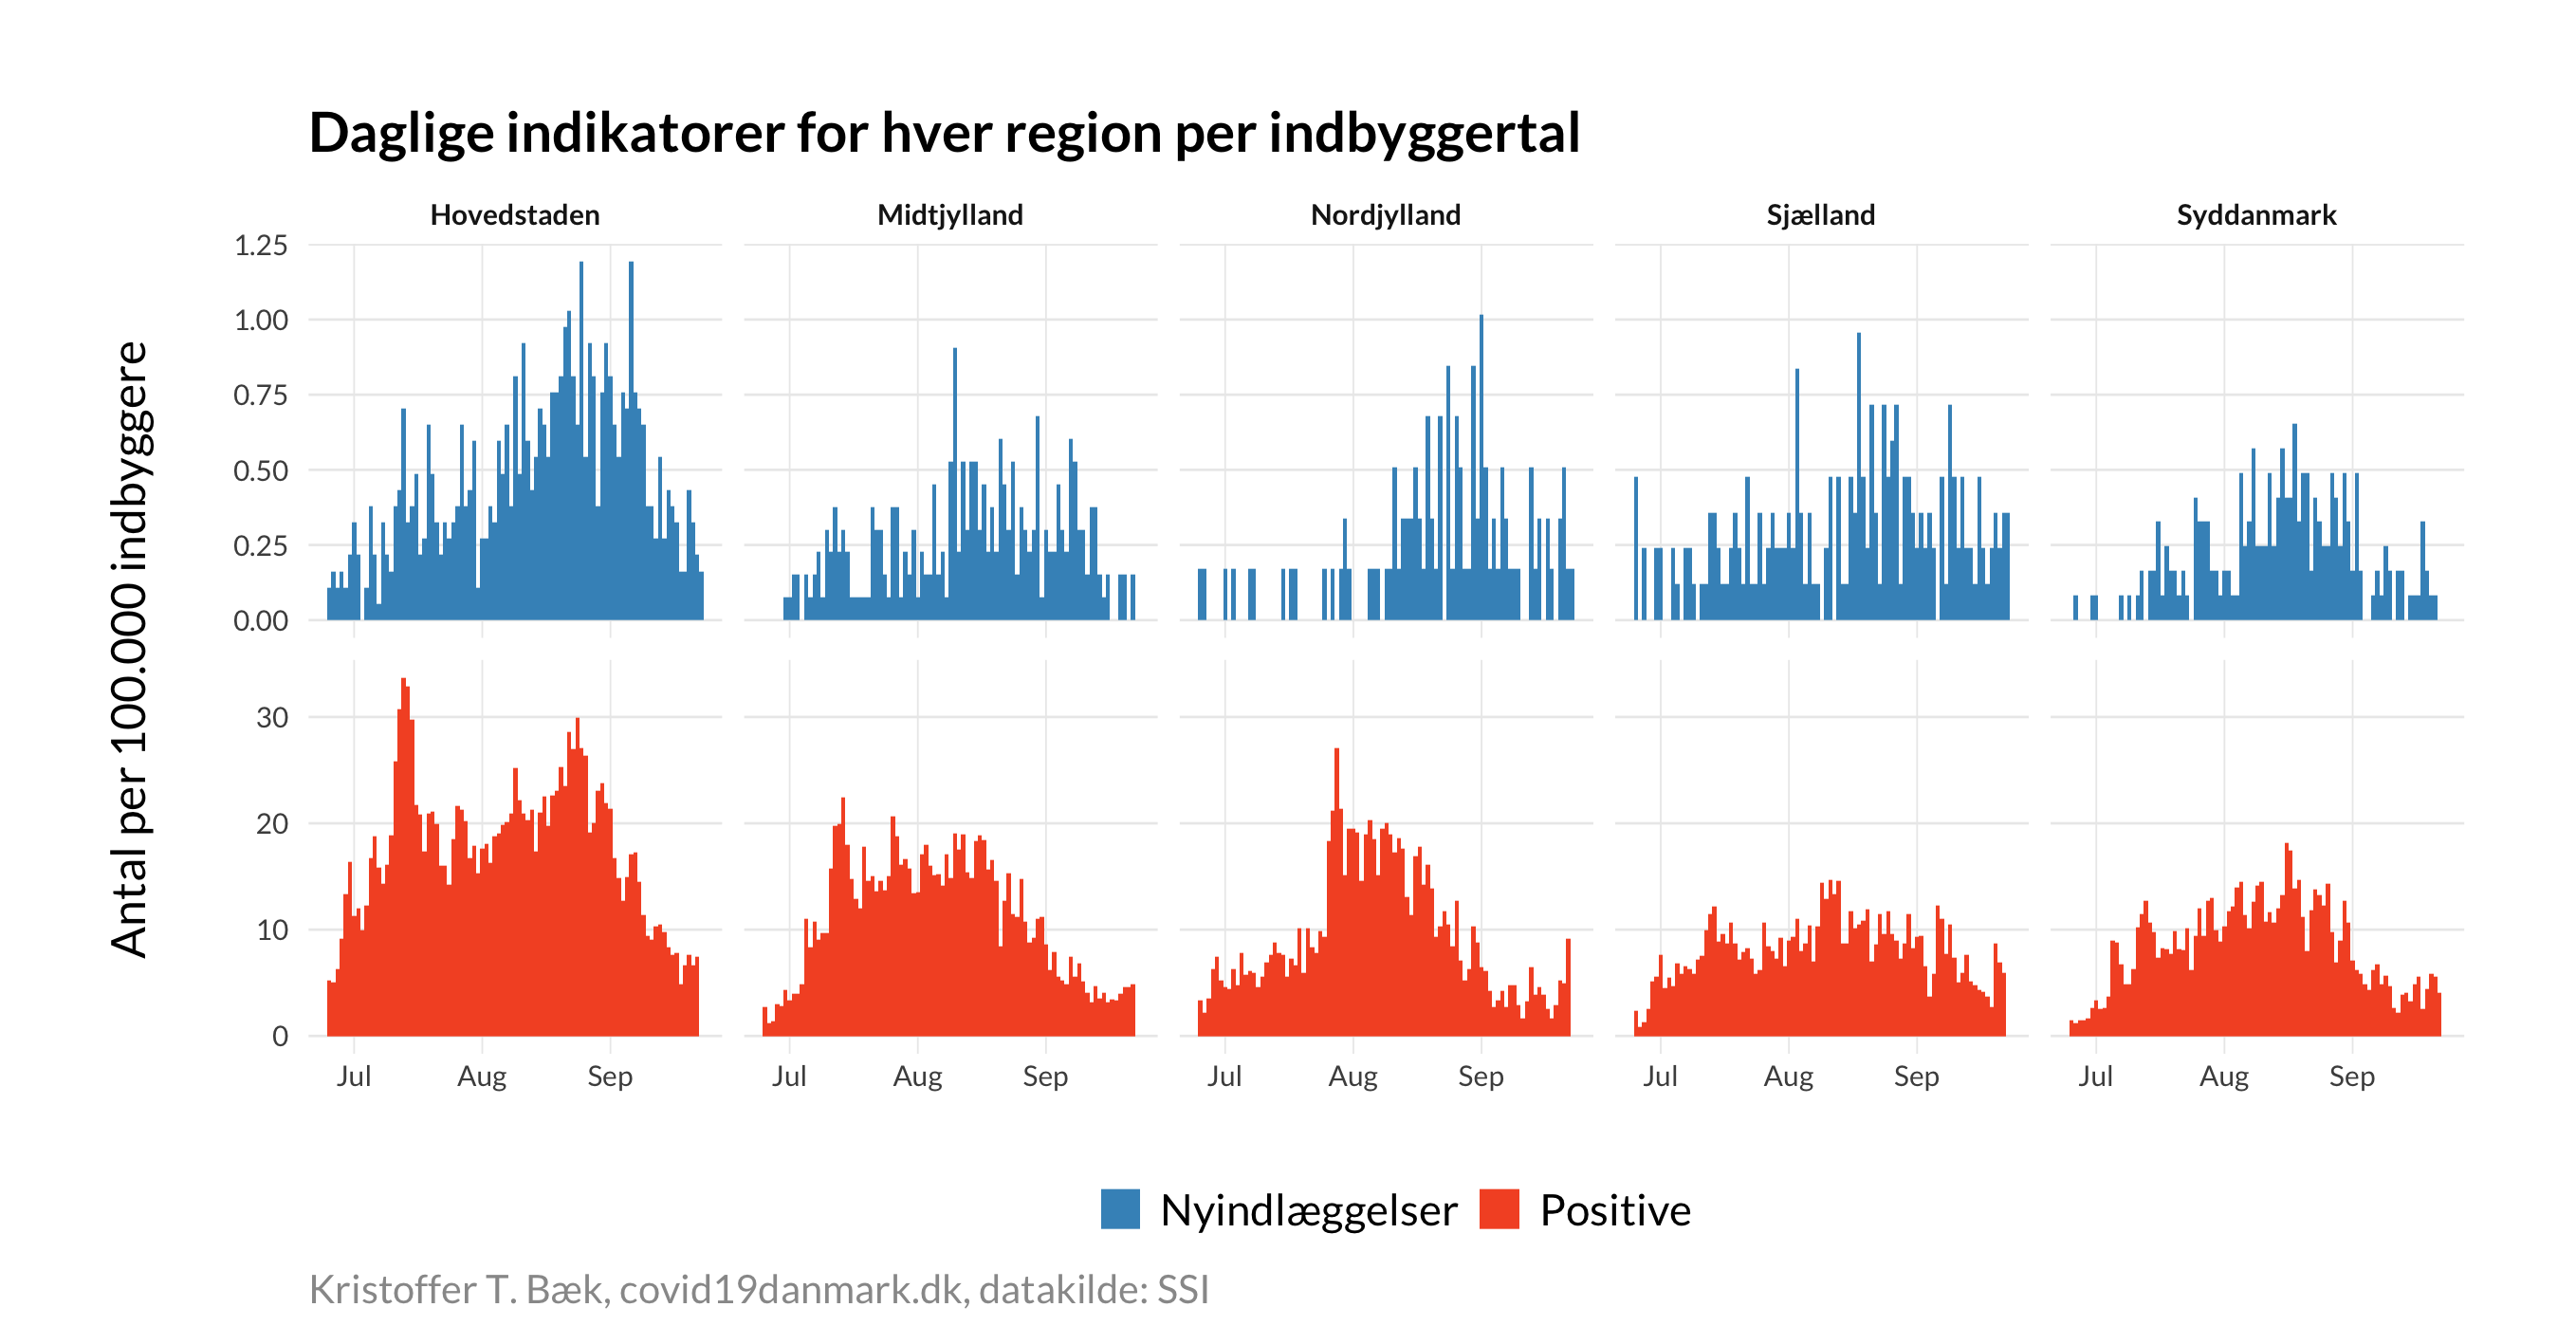 Daglige indikatorer for hver region per indbyggertal
Hovedstaden Midtjylland Nordjylland Sjælland Syddanmark
Antal per 100.000 indbyggere
1.25
1.00
0.75
0.50
0.25
0.00
30
20
10
0
Jul Aug Sep Jul Aug Sep Jul Aug Sep Jul Aug Sep Jul Aug Sep
Nyindlæggelser Positive
Kristoffer T. Bæk, covid19danmark.dk, datakilde: SSI